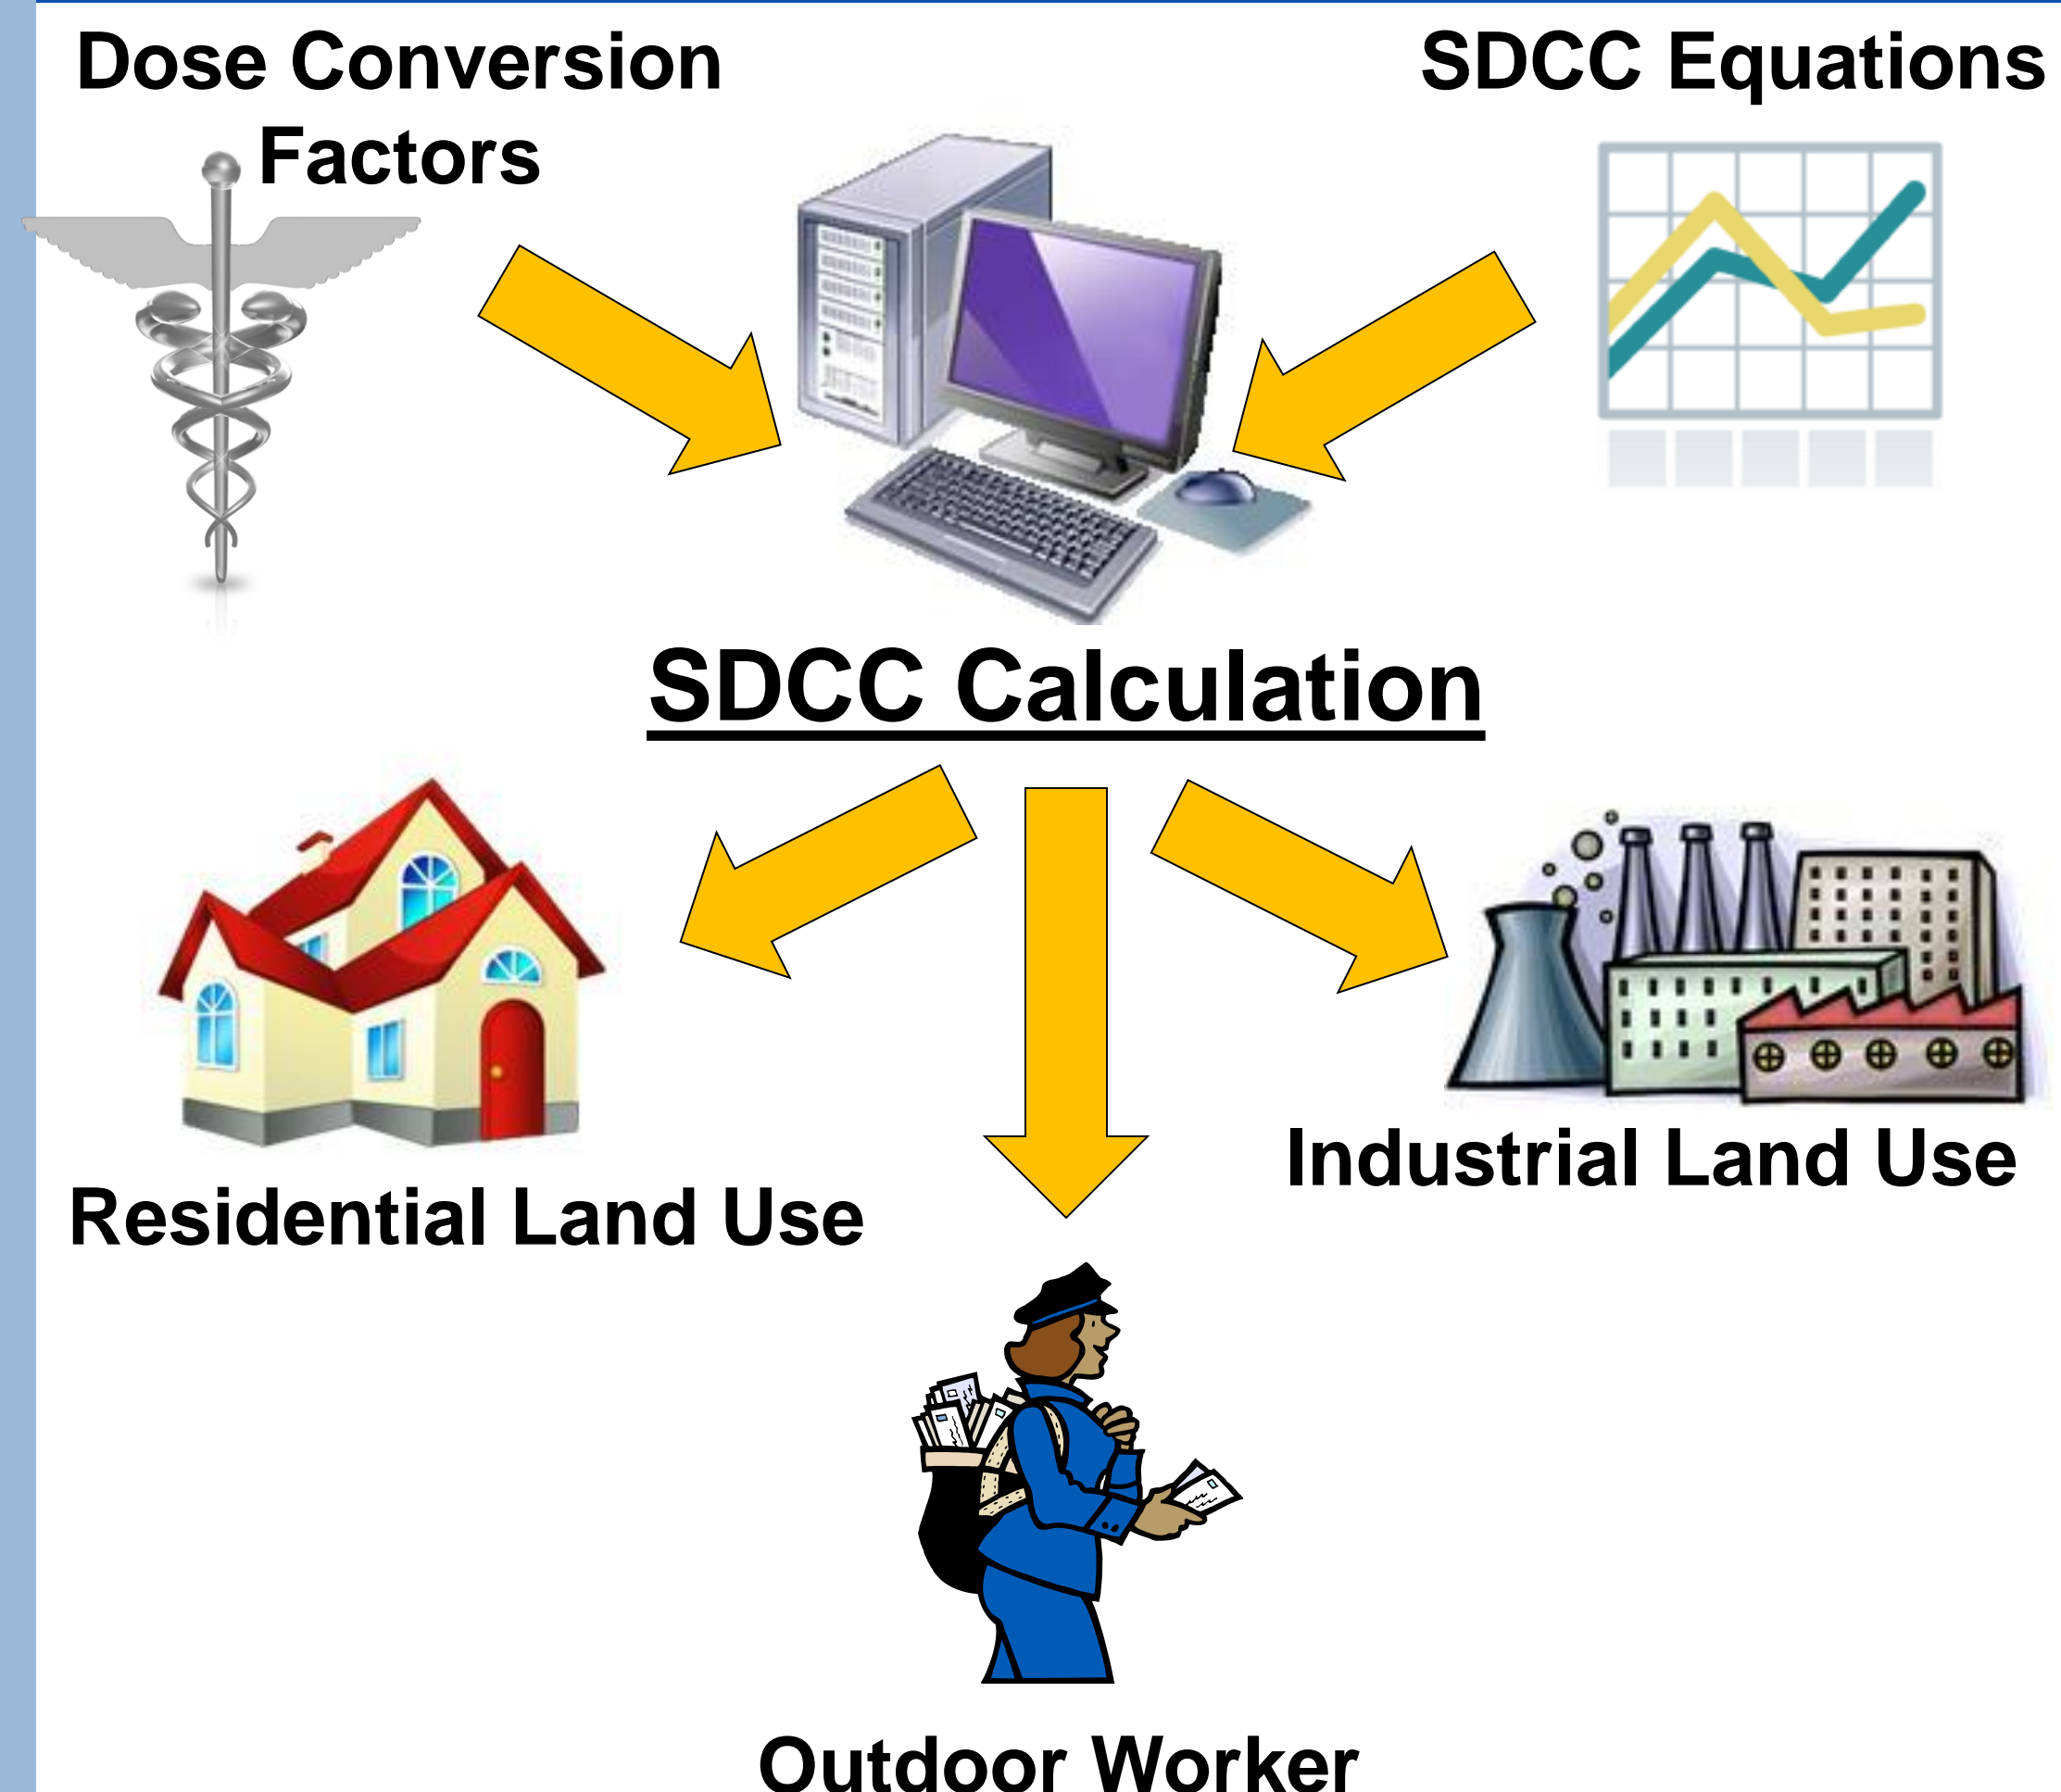 Dose Conversion
Factors
SDCC Equations
SDCC Calculation
Residential Land Use
Industrial Land Use
Outdoor Worker